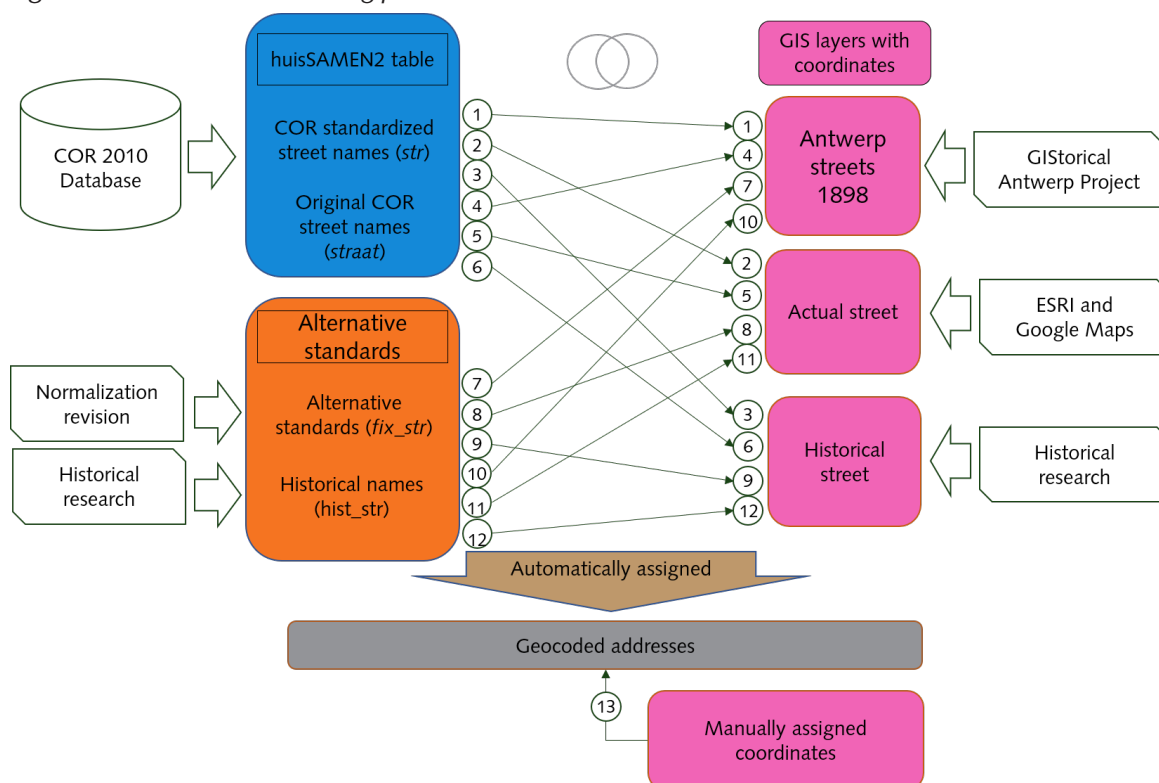 huisSAMEN2 table
COR standardized
street names (str)
Original COR
street names
(straat)
COR 2010
Database
1
2
3
4
5
6
GIS layers with
coordinates
1
4
7
10
Antwerp
streets
1898
GIStorical
Antwerp Project
2
5
8
11
Actual street
ESRI and
Google Maps
Alternative
standards
Alternative
standards (fix_str)
Historical names
(hist_str)
Normalization
revision
Historical
research
7
8
9
10
11
12
3
6
9
12
Historical
street
Historical
research
Automatically assigned
Geocoded addresses
13
Manually assigned
coordinates